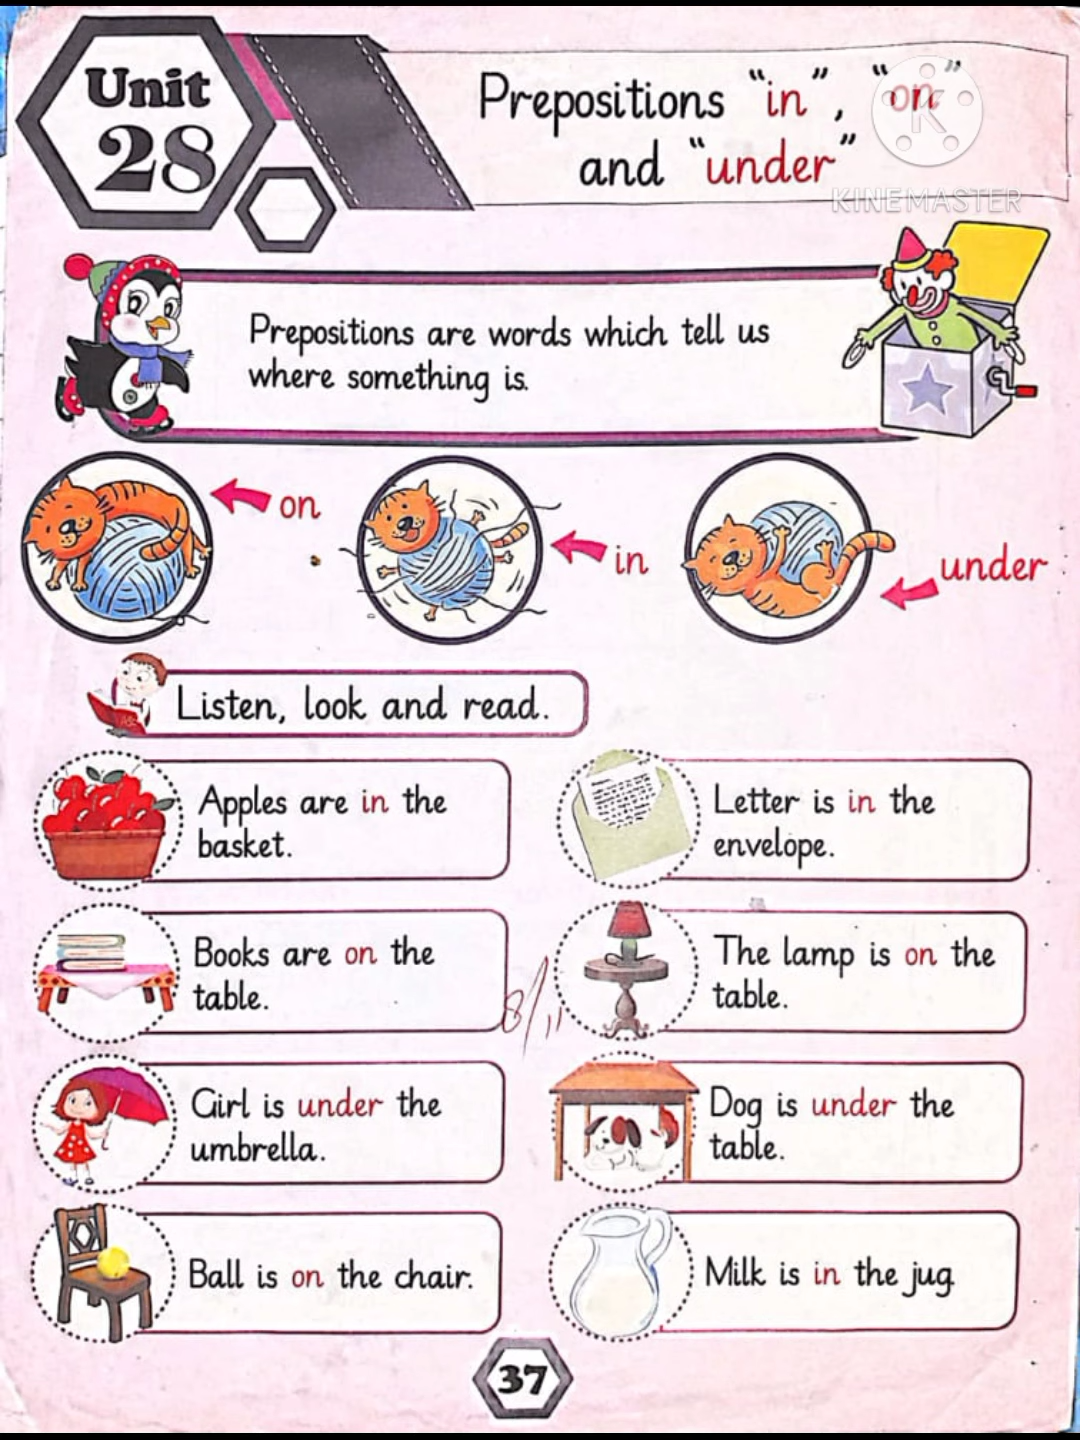 Unit
28
Prepositions "in", "on"
and "under"
KINEMASTER
Prepositions are words which tell us
where something is.
on
in
under
Listen, look and read.
Apples are in the
basket.
Letter is in the
envelope.
Books are on the
table.
The lamp is on the
table.
8/11
Girl is under the
umbrella.
Dog is under the
table.
Ball is on the chair.
Milk is in the jug
37